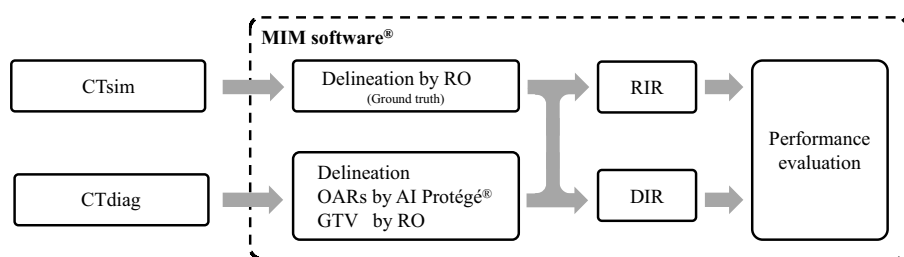 MIM software®
CTsim
Delineation by RO
(Ground truth)
RIR
Performance
evaluation
CTdiag
Delineation
OARs by AI Protégé®
GTV by RO
DIR